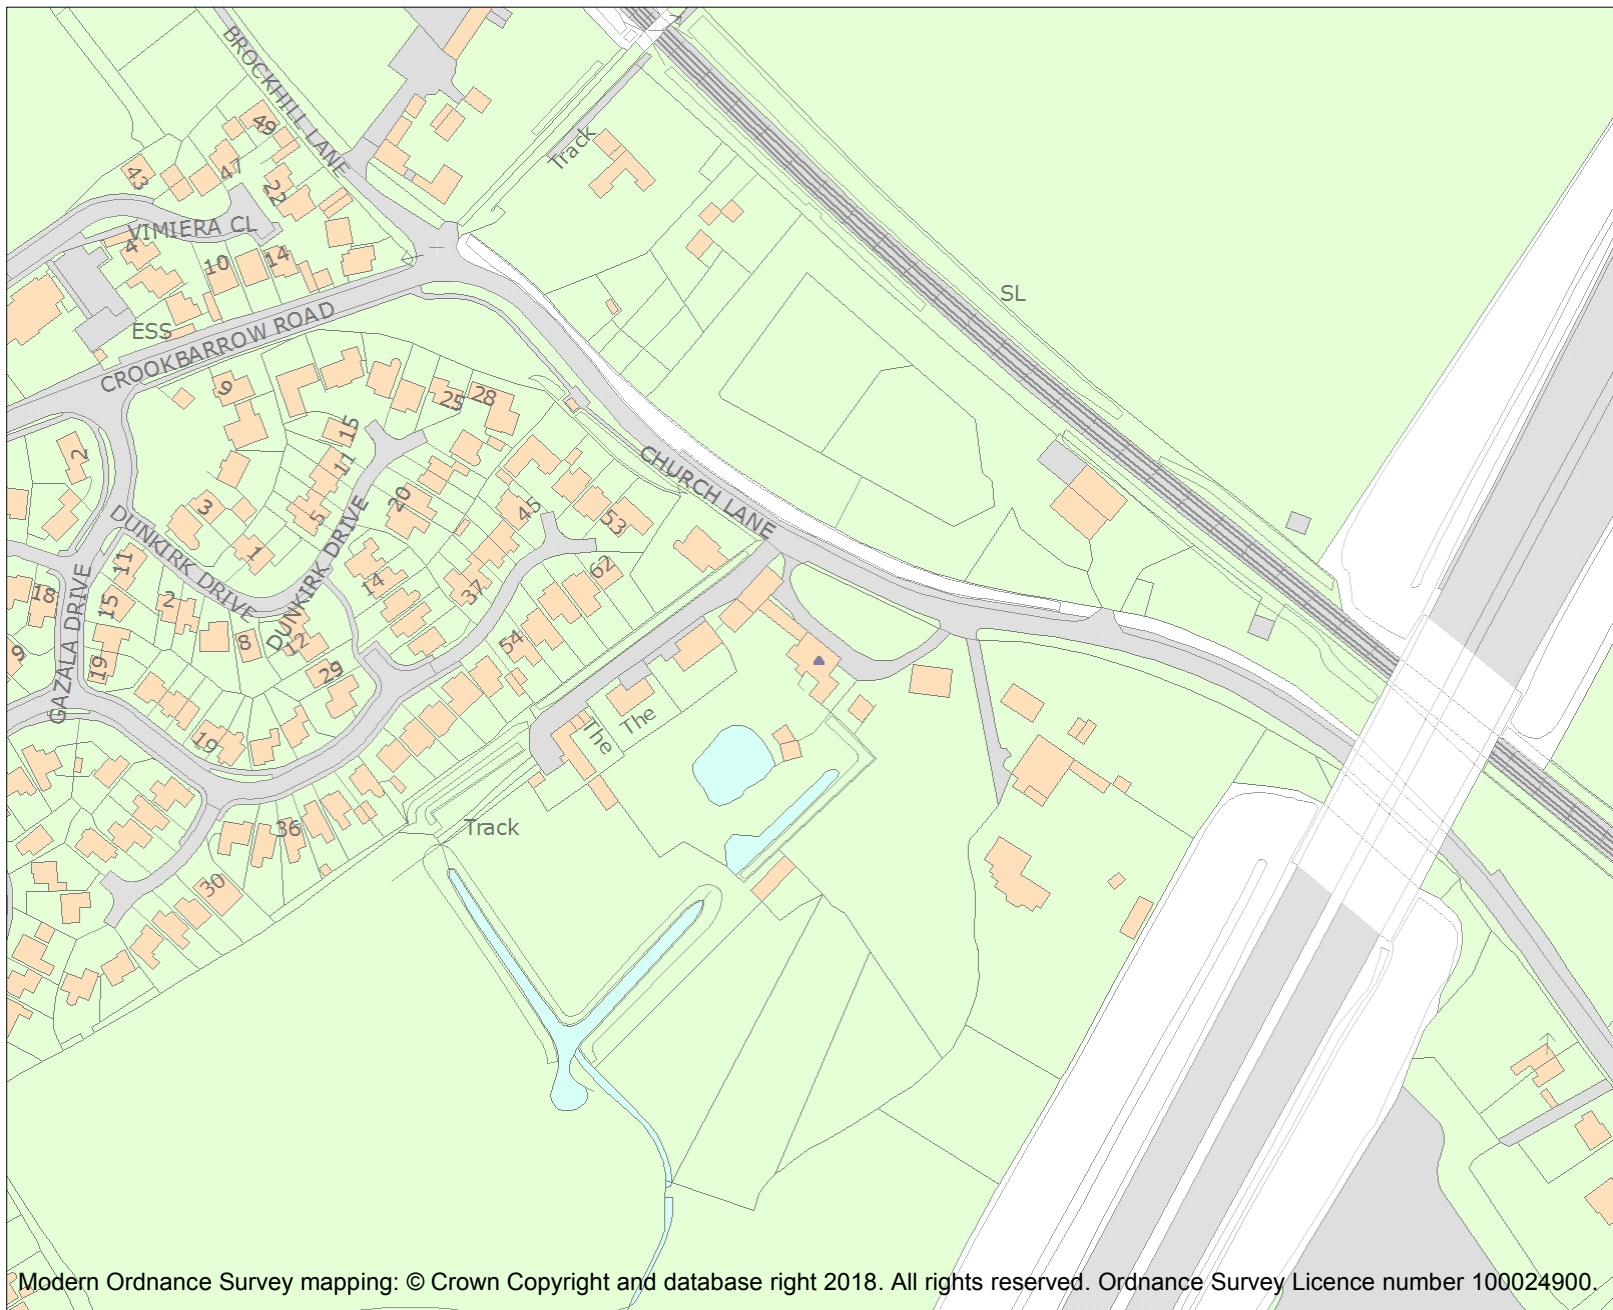 BROCKHILL LANE
49
47
43
22
Track
VIMIERA CL
4
10
14
SL
ESS
CROOKBARROW ROAD
9
25
28
15
2
11
20
CHURCH LANE
3
5
45
53
DUNKIRK DRIVE
1
DUNKIRK DRIVE
11
14
62
37
18
GAZALA DRIVE
15
2
8
12
54
9
19
29
The
The
19
Track
36
30
Modern Ordnance Survey mapping: © Crown Copyright and database right 2018. All rights reserved. Ordnance Survey Licence number 100024900.